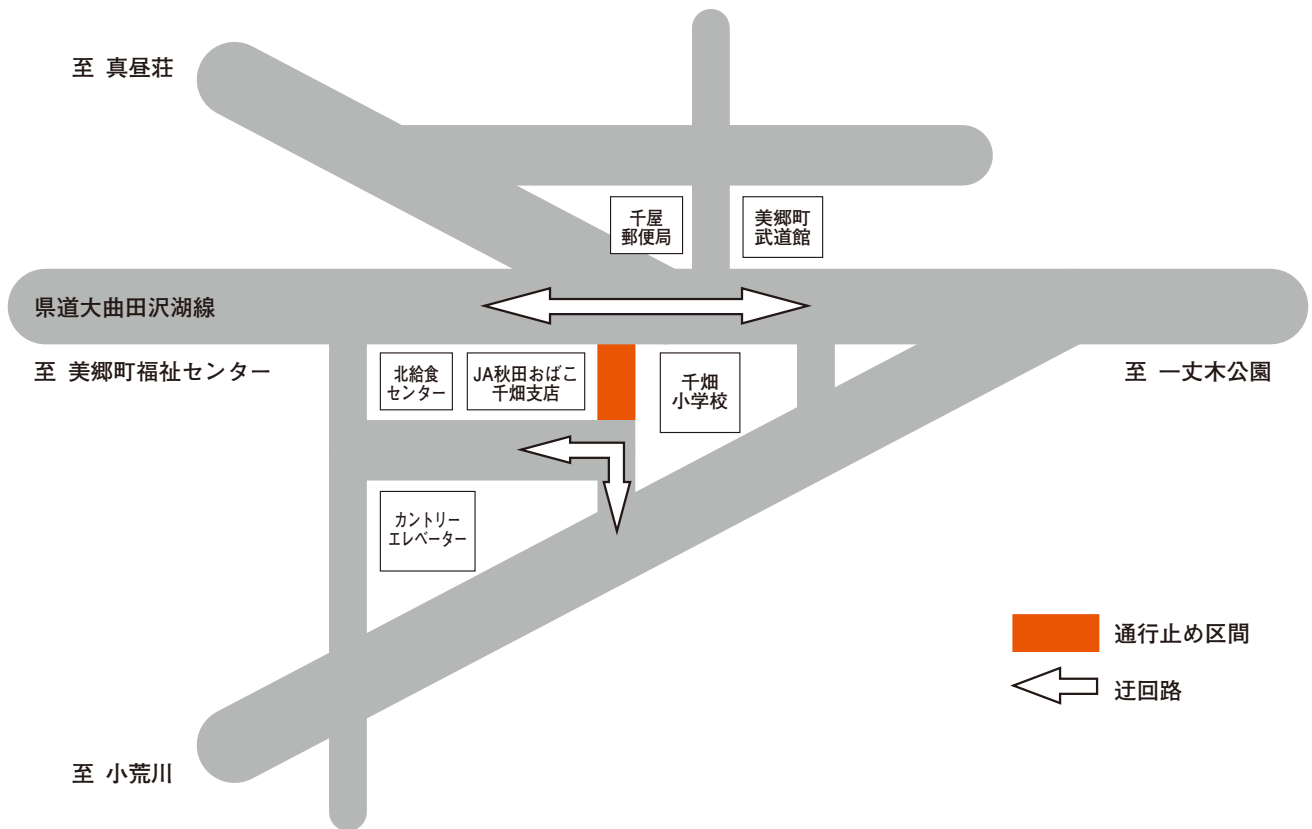 至 真昼荘
千屋
郵便局
美郷町
武道館
県道大曲田沢湖線
至 美郷町福祉センター
北給食
センター
JA秋田おばこ
千畑支店
千畑
小学校
至 一丈木公園
カントリー
エレベーター
通行止め区間
迂回路
至 小荒川